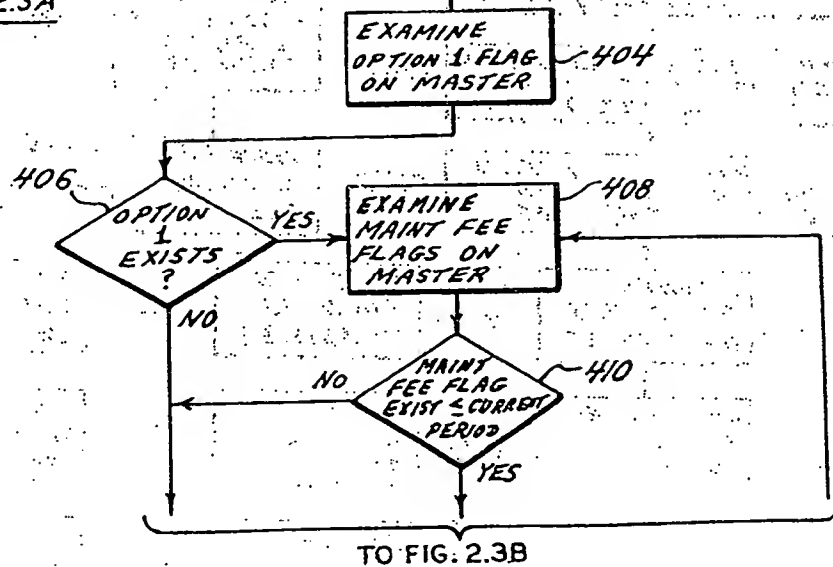 2.3A
EXAMINE
OPTION 1 FLAG
ON MASTER
404
406
OPTION
1
EXISTS
?
YES
NO
EXAMINE
MAINT FEE
FLAGS ON
MASTER
408
MAINT
FEE FLAG
EXIST ≤ CURRENT
PERIOD
410
NO
YES
TO FIG. 2.3B